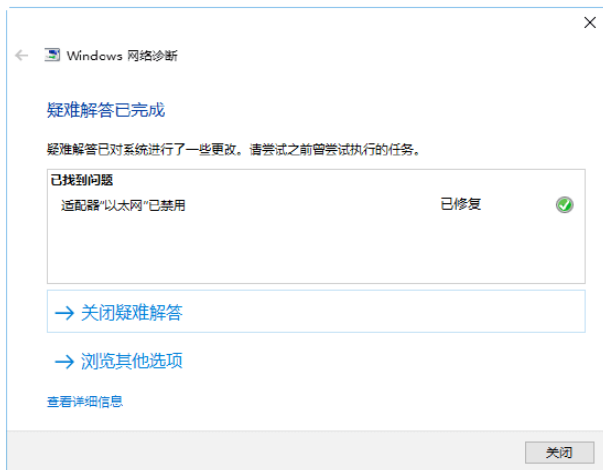 Windows 网络诊断
疑难解答已完成
疑难解答已对系统进行了一些更改。请尝试之前曾尝试执行的任务。
已找到问题
适配器"以太网"已禁用 已修复
→ 关闭疑难解答
→ 浏览其他选项
查看详细信息
关闭